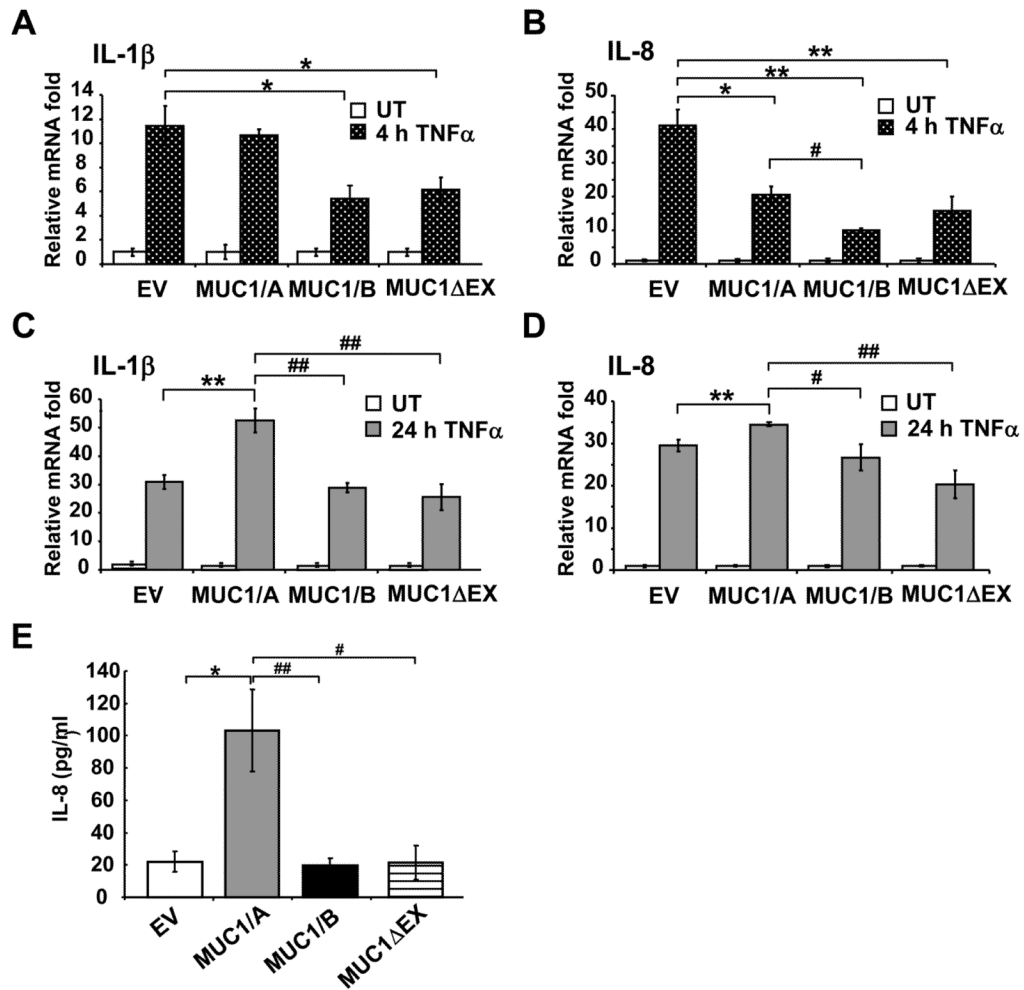 A
IL-1β
*
*
UT
4 h TNFα
Relative mRNA fold
14
12
10
8
6
4
2
0
EV MUC1/A MUC1/B MUC1ΔEX
B
IL-8
**
**
*
#
UT
4 h TNFα
Relative mRNA fold
50
40
30
20
10
0
EV MUC1/A MUC1/B MUC1ΔEX
C
IL-1β
##
##
**
UT
24 h TNFα
Relative mRNA fold
60
50
40
30
20
10
0
EV MUC1/A MUC1/B MUC1ΔEX
D
IL-8
##
#
**
UT
24 h TNFα
Relative mRNA fold
40
30
20
10
0
EV MUC1/A MUC1/B MUC1ΔEX
E
#
##
*
IL-8 (pg/ml)
140
120
100
80
60
40
20
0
EV MUC1/A MUC1/B MUC1ΔEX